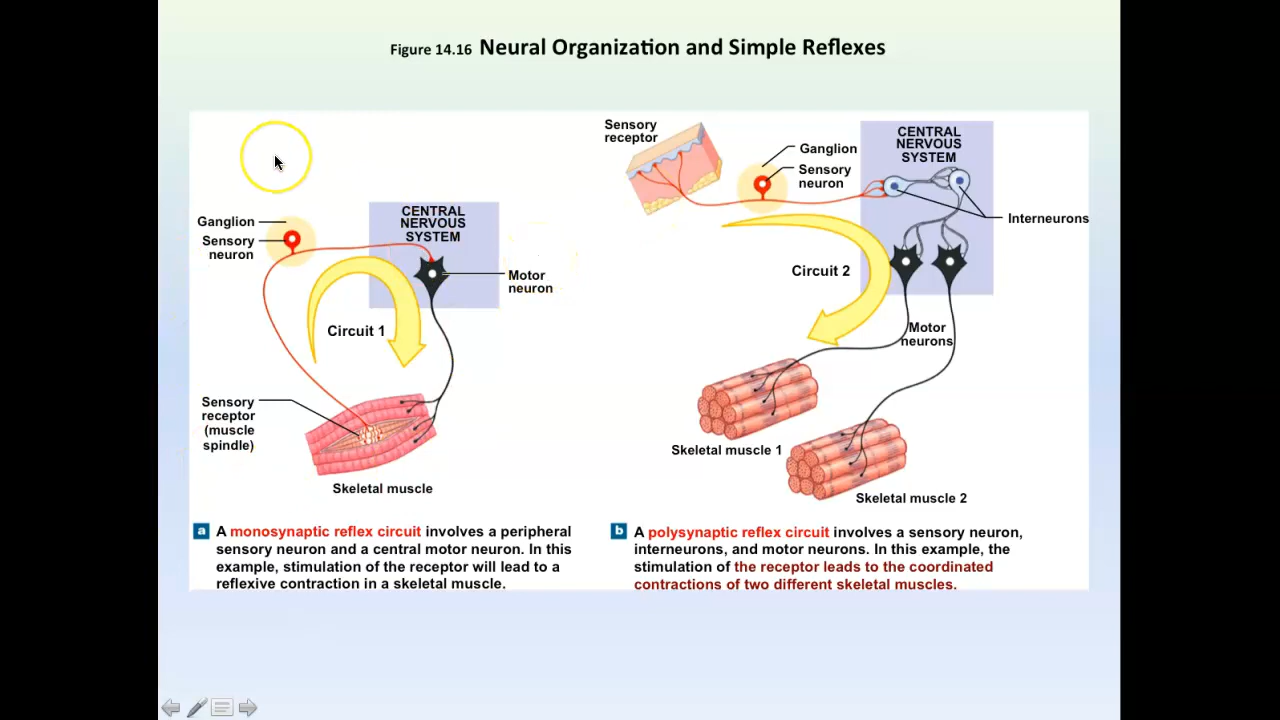 Figure 14.16 Neural Organization and Simple Reflexes
Ganglion
Sensory
neuron
CENTRAL
NERVOUS
SYSTEM
Motor
neuron
Circuit 1
Sensory
receptor
(muscle
spindle)
Skeletal muscle
a A monosynaptic reflex circuit involves a peripheral
sensory neuron and a central motor neuron. In this
example, stimulation of the receptor will lead to a
reflexive contraction in a skeletal muscle.
Sensory
receptor
Ganglion
Sensory
neuron
CENTRAL
NERVOUS
SYSTEM
Interneurons
Circuit 2
Motor
neurons
Skeletal muscle 1
Skeletal muscle 2
b A polysynaptic reflex circuit involves a sensory neuron,
interneurons, and motor neurons. In this example, the
stimulation of the receptor leads to the coordinated
contractions of two different skeletal muscles.